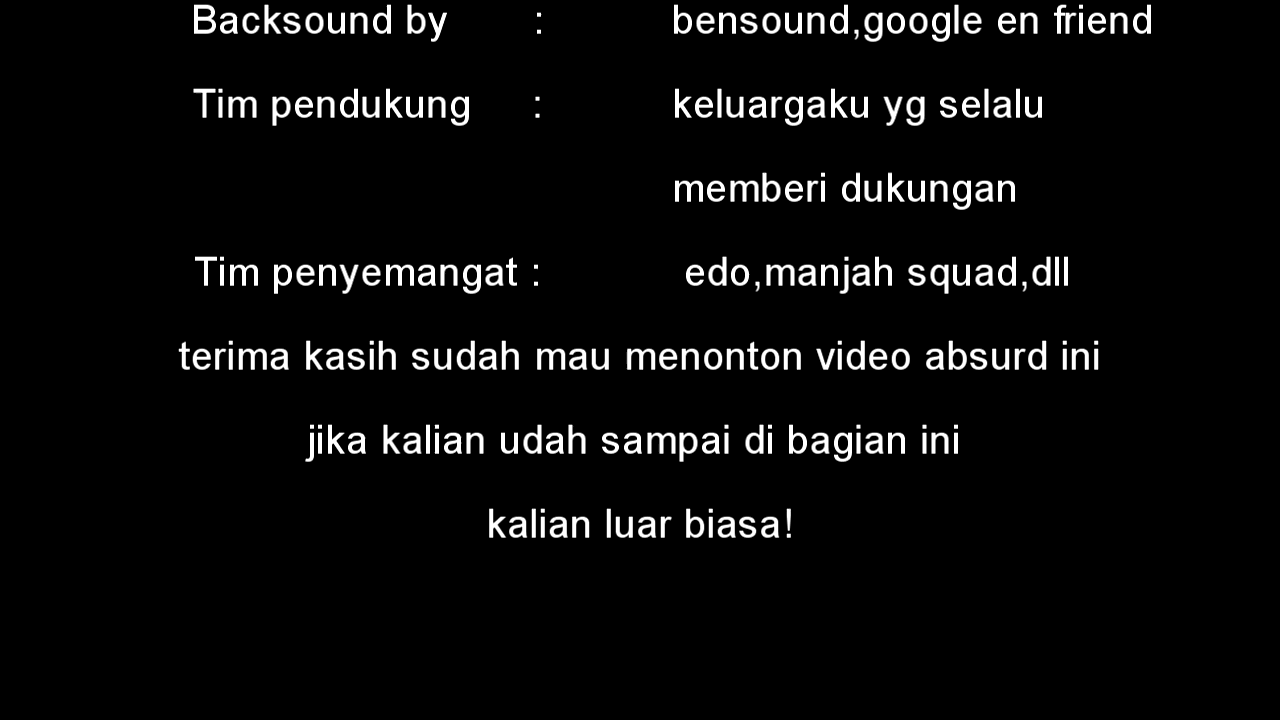 Backsound by : bensound,google en friend
Tim pendukung : keluargaku yg selalu
memberi dukungan
Tim penyemangat : edo,manjah squad,dll
terima kasih sudah mau menonton video absurd ini
jika kalian udah sampai di bagian ini
kalian luar biasa!